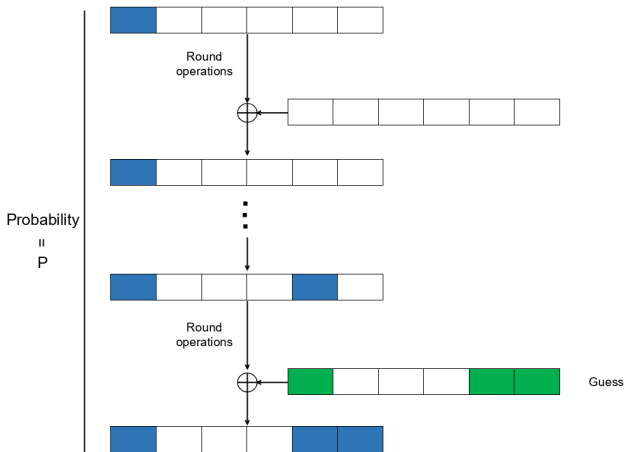 Round
operations
Probability
=
P
Round
operations
Guess